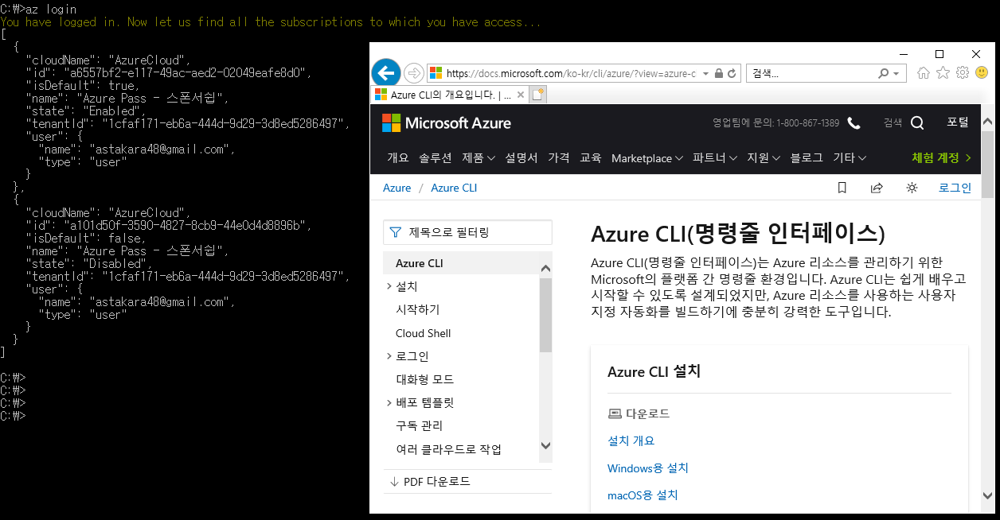 C:\>az login
You have logged in. Now let us find all the subscriptions to which you have access...
[
  {
    "cloudName": "AzureCloud",
    "id": "a6557bf2-e117-49ac-aed2-02049eafe8d0",
    "isDefault": true,
    "name": "Azure Pass - 스폰서쉽",
    "state": "Enabled",
    "tenantId": "1cfaf171-eb6a-444d-9d29-3d8ed5286497",
    "user": {
      "name": "astakara48@gmail.com",
      "type": "user"
    }
  },
  {
    "cloudName": "AzureCloud",
    "id": "a101d50f-3590-4827-8cb9-44e0d4d8896b",
    "isDefault": false,
    "name": "Azure Pass - 스폰서쉽",
    "state": "Disabled",
    "tenantId": "1cfaf171-eb6a-444d-9d29-3d8ed5286497",
    "user": {
      "name": "astakara48@gmail.com",
      "type": "user"
    }
  }
]
C:₩>
C:₩>
C:₩>
C:₩>
https://docs.microsoft.com/ko-kr/cli/azure/?view=azure-c
검색...
Azure CLI의 개요입니다. | ...
Microsoft Azure
영업팀에 문의: 1-800-867-1389
검색
포털
개요 솔루션 제품 설명서 가격 교육 Marketplace 파트너 지원 블로그 기타 체험 계정 >
Azure / Azure CLI
로그인
제목으로 필터링
Azure CLI
설치
시작하기
Cloud Shell
로그인
대화형 모드
배포 템플릿
구독 관리
여러 클라우드로 작업
PDF 다운로드
Azure CLI(명령줄 인터페이스)
Azure CLI(명령줄 인터페이스)는 Azure 리소스를 관리하기 위한
Microsoft의 플랫폼 간 명령줄 환경입니다. Azure CLI는 쉽게 배우고
시작할 수 있도록 설계되었지만, Azure 리소스를 사용하는 사용자
지정 자동화를 빌드하기에 충분히 강력한 도구입니다.
Azure CLI 설치
다운로드
설치 개요
Windows용 설치
macOS용 설치